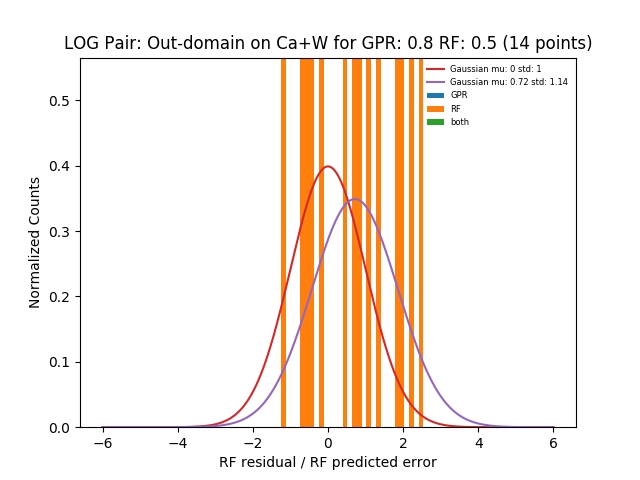 LOG Pair: Out-domain on Ca+W for GPR: 0.8 RF: 0.5 (14 points)
Gaussian mu: 0 std: 1
Gaussian mu: 0.72 std: 1.14
GPR
RF
both
Normalized Counts
0.5
0.4
0.3
0.2
0.1
0.0
−6
−4
−2
0
2
4
6
RF residual / RF predicted error